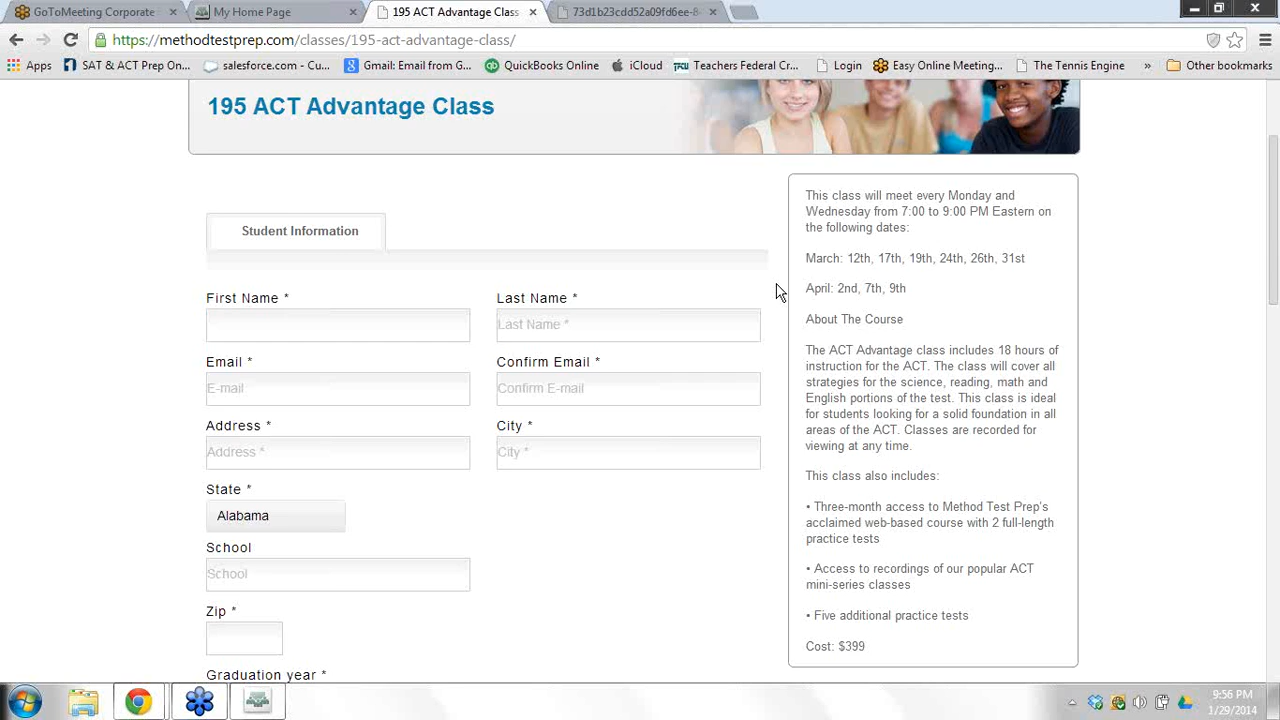 GoToMeeting Corporate
My Home Page
195 ACT Advantage Class
73d1b23cdd52a09fd6ee-8
https://methodtestprep.com/classes/195-act-advantage-class/
Apps
SAT & ACT Prep On...
salesforce.com - Cu...
Gmail: Email from G...
QuickBooks Online
iCloud
Teachers Federal Cr...
Login
Easy Online Meeting...
The Tennis Engine
»
Other bookmarks
195 ACT Advantage Class
Student Information
First Name *
Last Name *
Last Name *
Email *
Confirm Email *
E-mail
Confirm E-mail
Address *
City *
Address *
City *
State *
Alabama
School
School
Zip *
Graduation year *
This class will meet every Monday and
Wednesday from 7:00 to 9:00 PM Eastern on
the following dates:
March: 12th, 17th, 19th, 24th, 26th, 31st
April: 2nd, 7th, 9th
About The Course
The ACT Advantage class includes 18 hours of
instruction for the ACT. The class will cover all
strategies for the science, reading, math and
English portions of the test. This class is ideal
for students looking for a solid foundation in all
areas of the ACT. Classes are recorded for
viewing at any time.
This class also includes:
• Three-month access to Method Test Prep's
acclaimed web-based course with 2 full-length
practice tests
• Access to recordings of our popular ACT
mini-series classes
• Five additional practice tests
Cost: $399
9:56 PM
1/29/2014